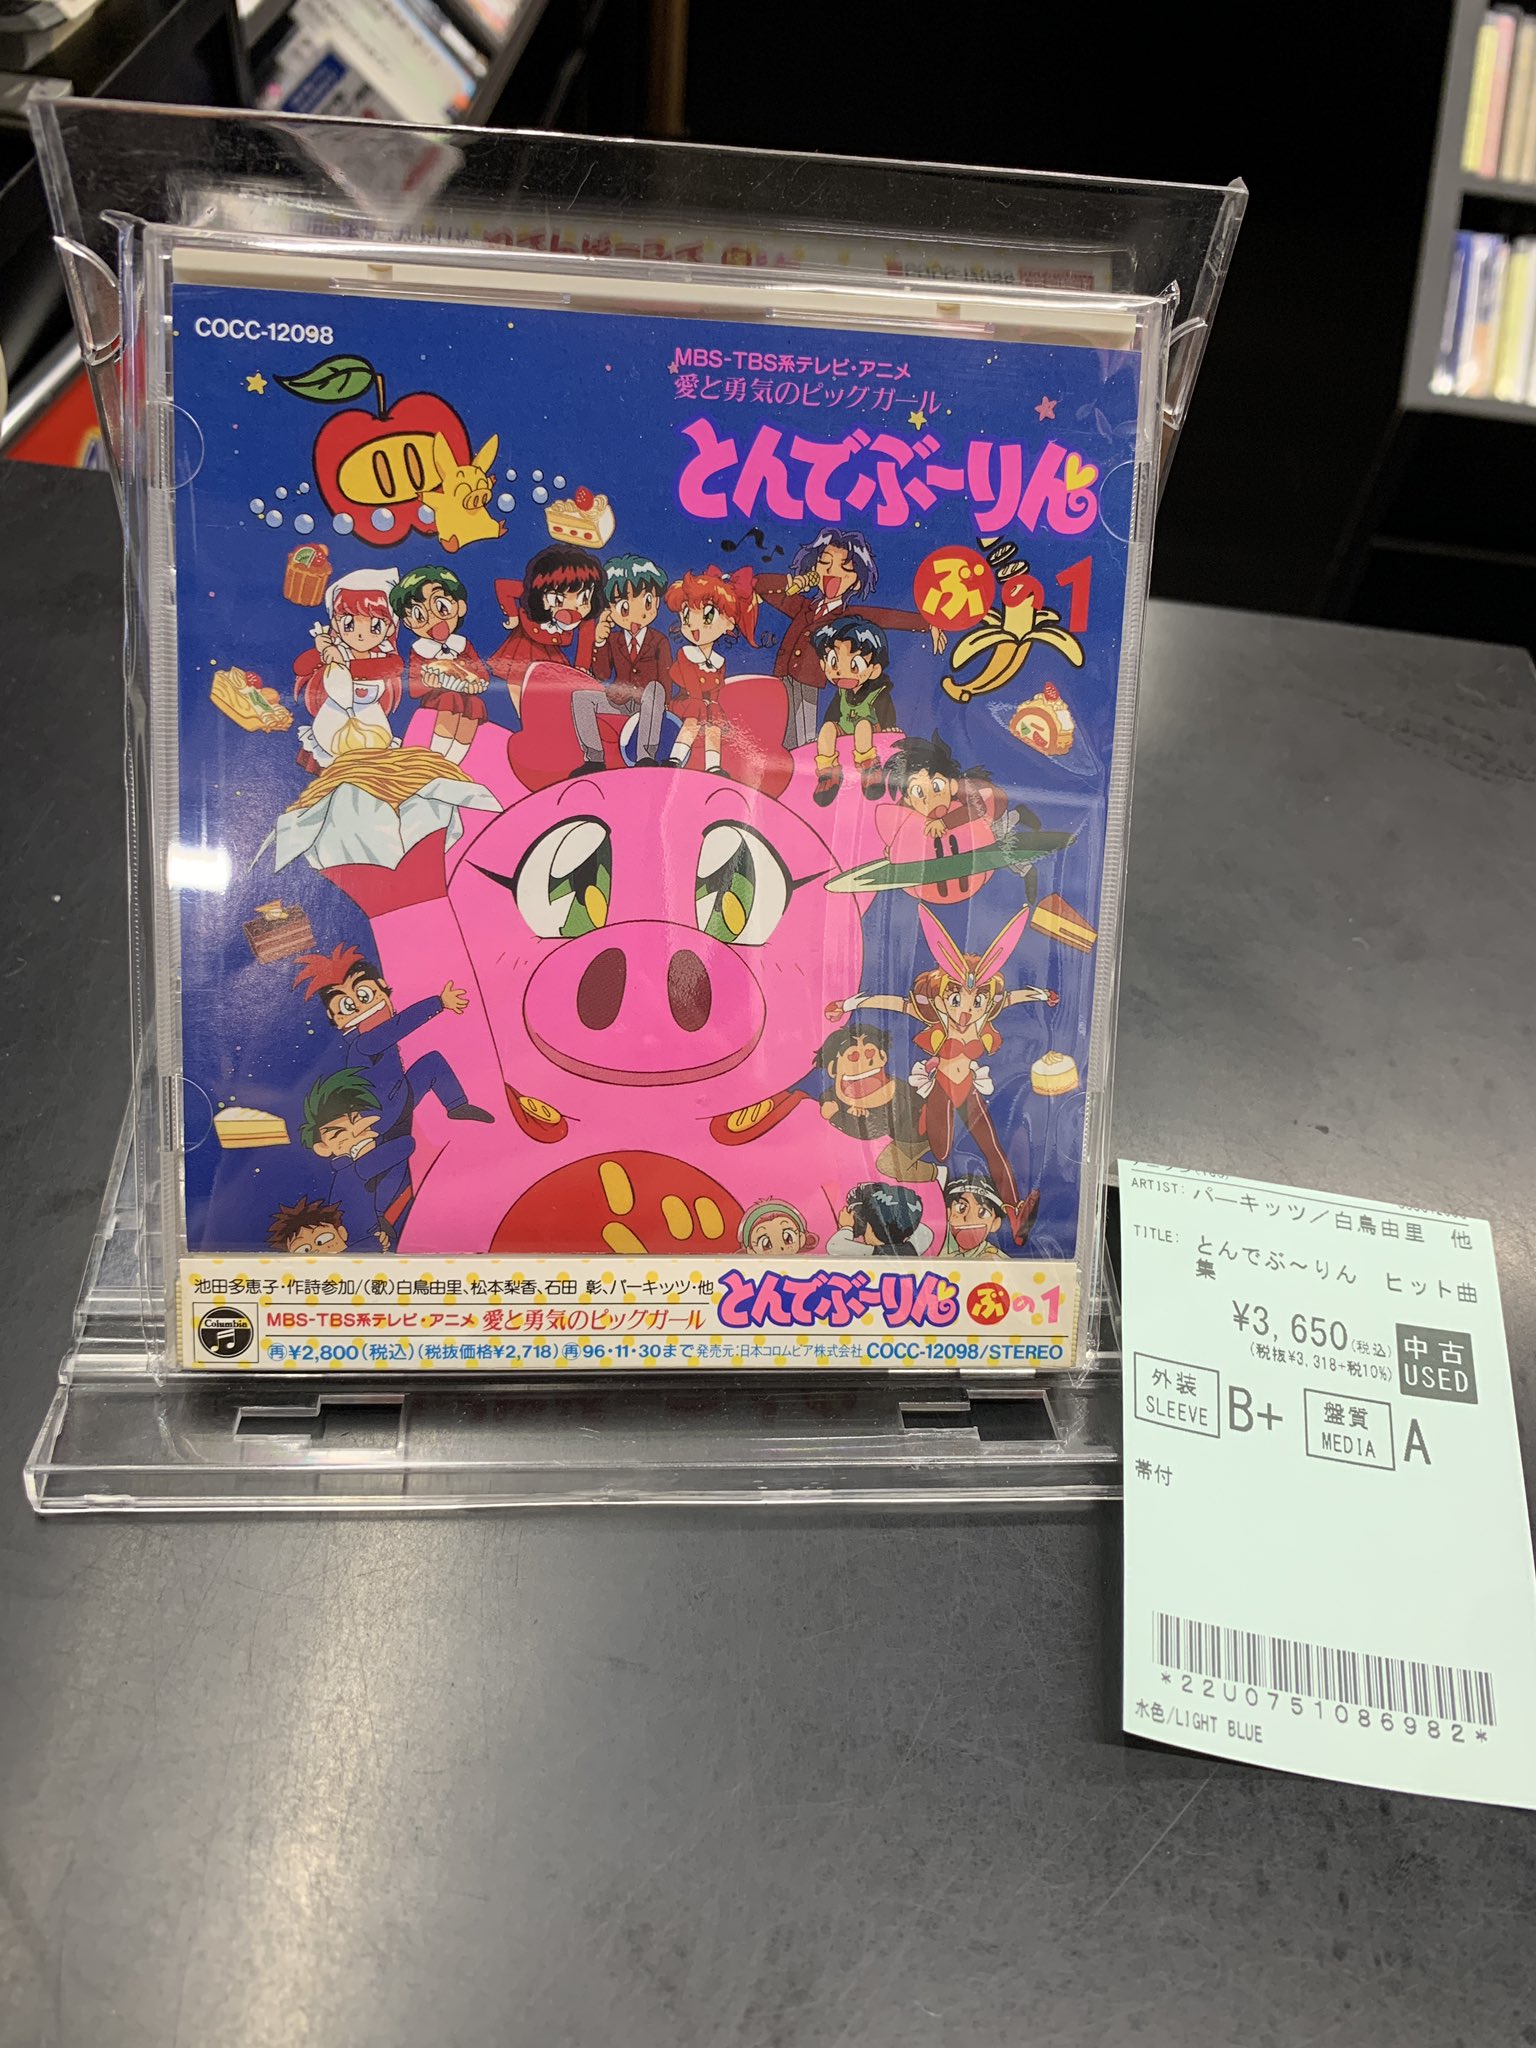 COCC-12098
MBS-TBS系テレビ・アニメ
愛と勇気のピッグガール
とんでぶーりん
ぶの1
池田多恵子・作詩参加/(歌)白鳥由里、松本梨香、石田 彰、パーキッツ・他
とんでぶーりん ぶの1
Columbia
MBS-TBS系テレビ・アニメ 愛と勇気のピッグガール
再¥2,800(税込)(税抜価格¥2,718)再96・11・30まで 発売元:日本コロムビア株式会社 COCC-12098/STEREO
ARTIST: パーキッツ/白鳥由里 他
TITLE: とんでぶ～りん ヒット曲
集
¥3,650(税込)
(税抜¥3,318+税10%)
中古
USED
外装
SLEEVE
B+
盤質
MEDIA
A
帯付
*22U0751086982*
水色/LIGHT BLUE